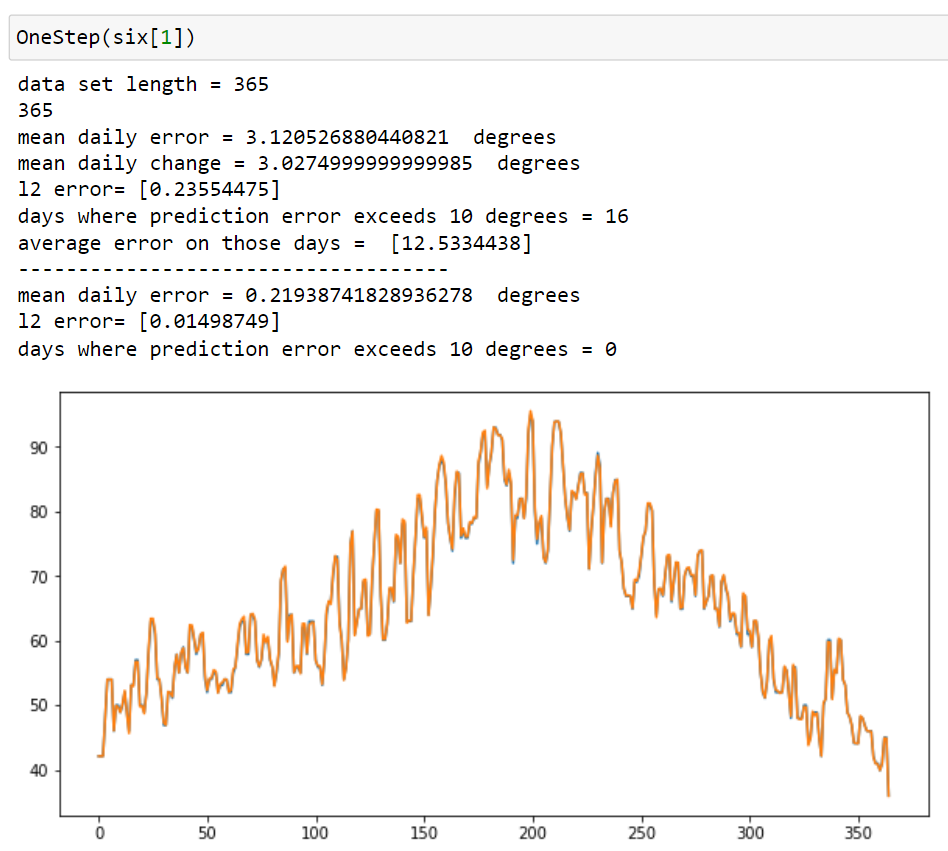 OneStep(six[1])
data set length = 365
365
mean daily error = 3.120526880440821  degrees
mean daily change = 3.0274999999999985  degrees
l2 error= [0.23554475]
days where prediction error exceeds 10 degrees = 16
average error on those days =  [12.5334438]
------------------------------------
mean daily error = 0.21938741828936278  degrees
l2 error= [0.01498749]
days where prediction error exceeds 10 degrees = 0
90
80
70
60
50
40
0 50 100 150 200 250 300 350